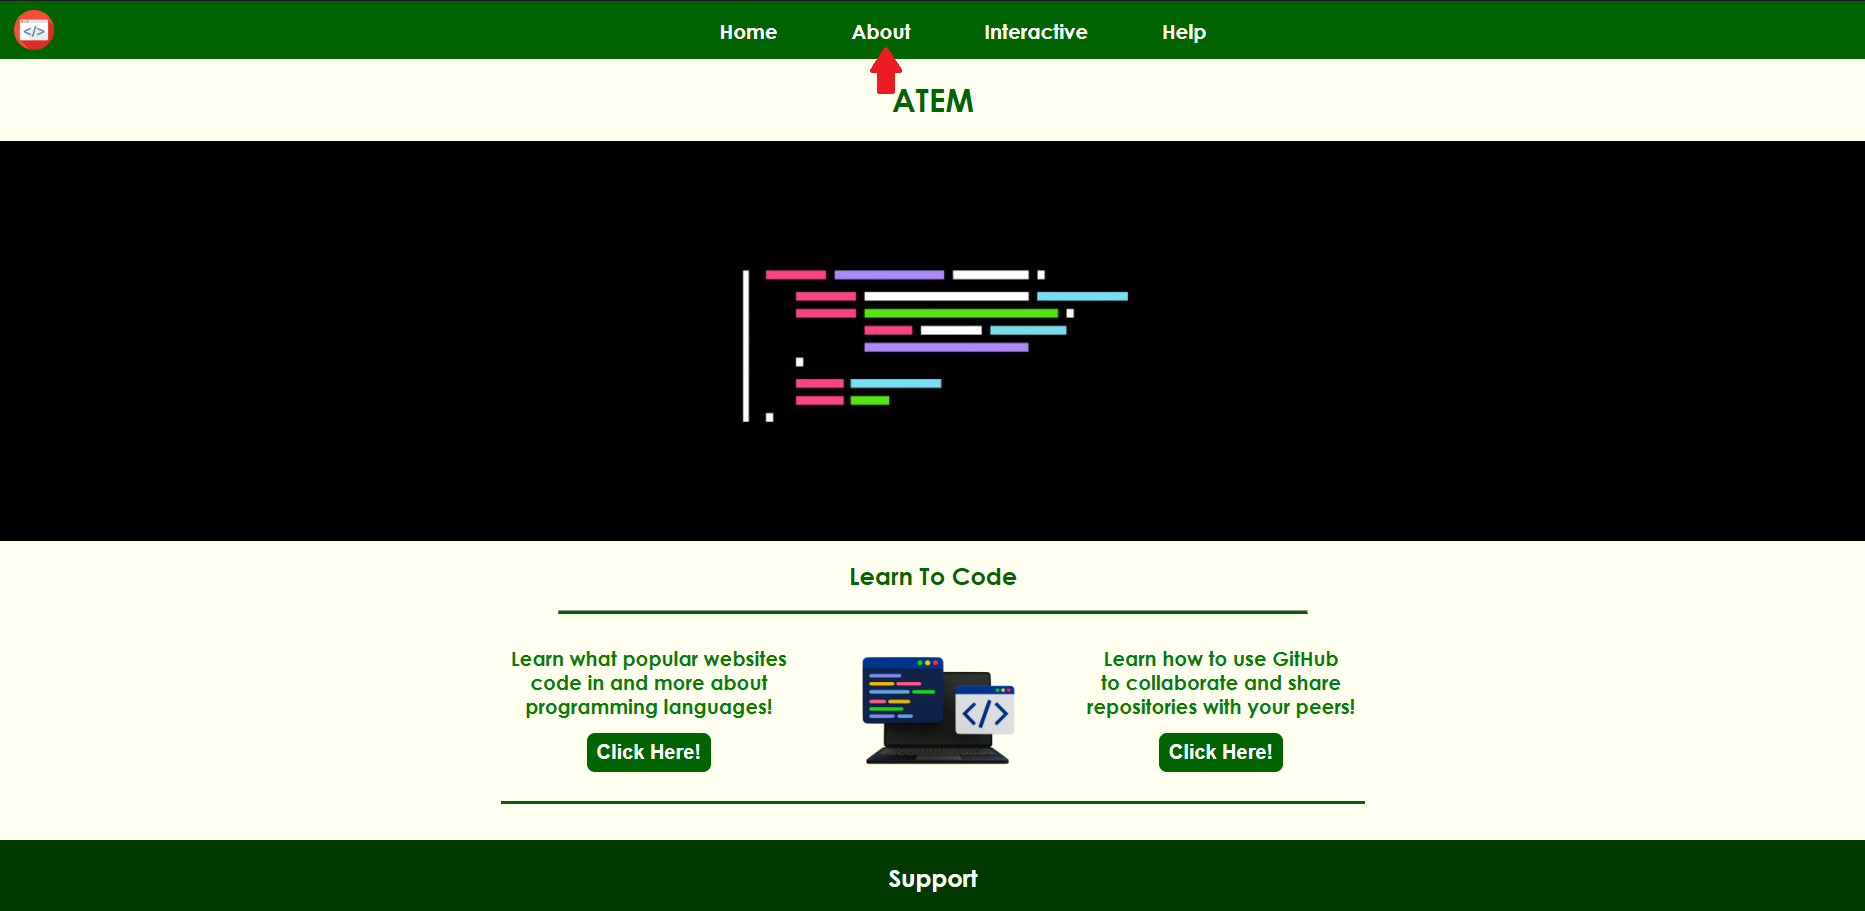 </>
Home About Interactive Help
ATEM
Learn To Code
Learn what popular websites
code in and more about
programming languages!
Click Here!
</>
Learn how to use GitHub
to collaborate and share
repositories with your peers!
Click Here!
Support